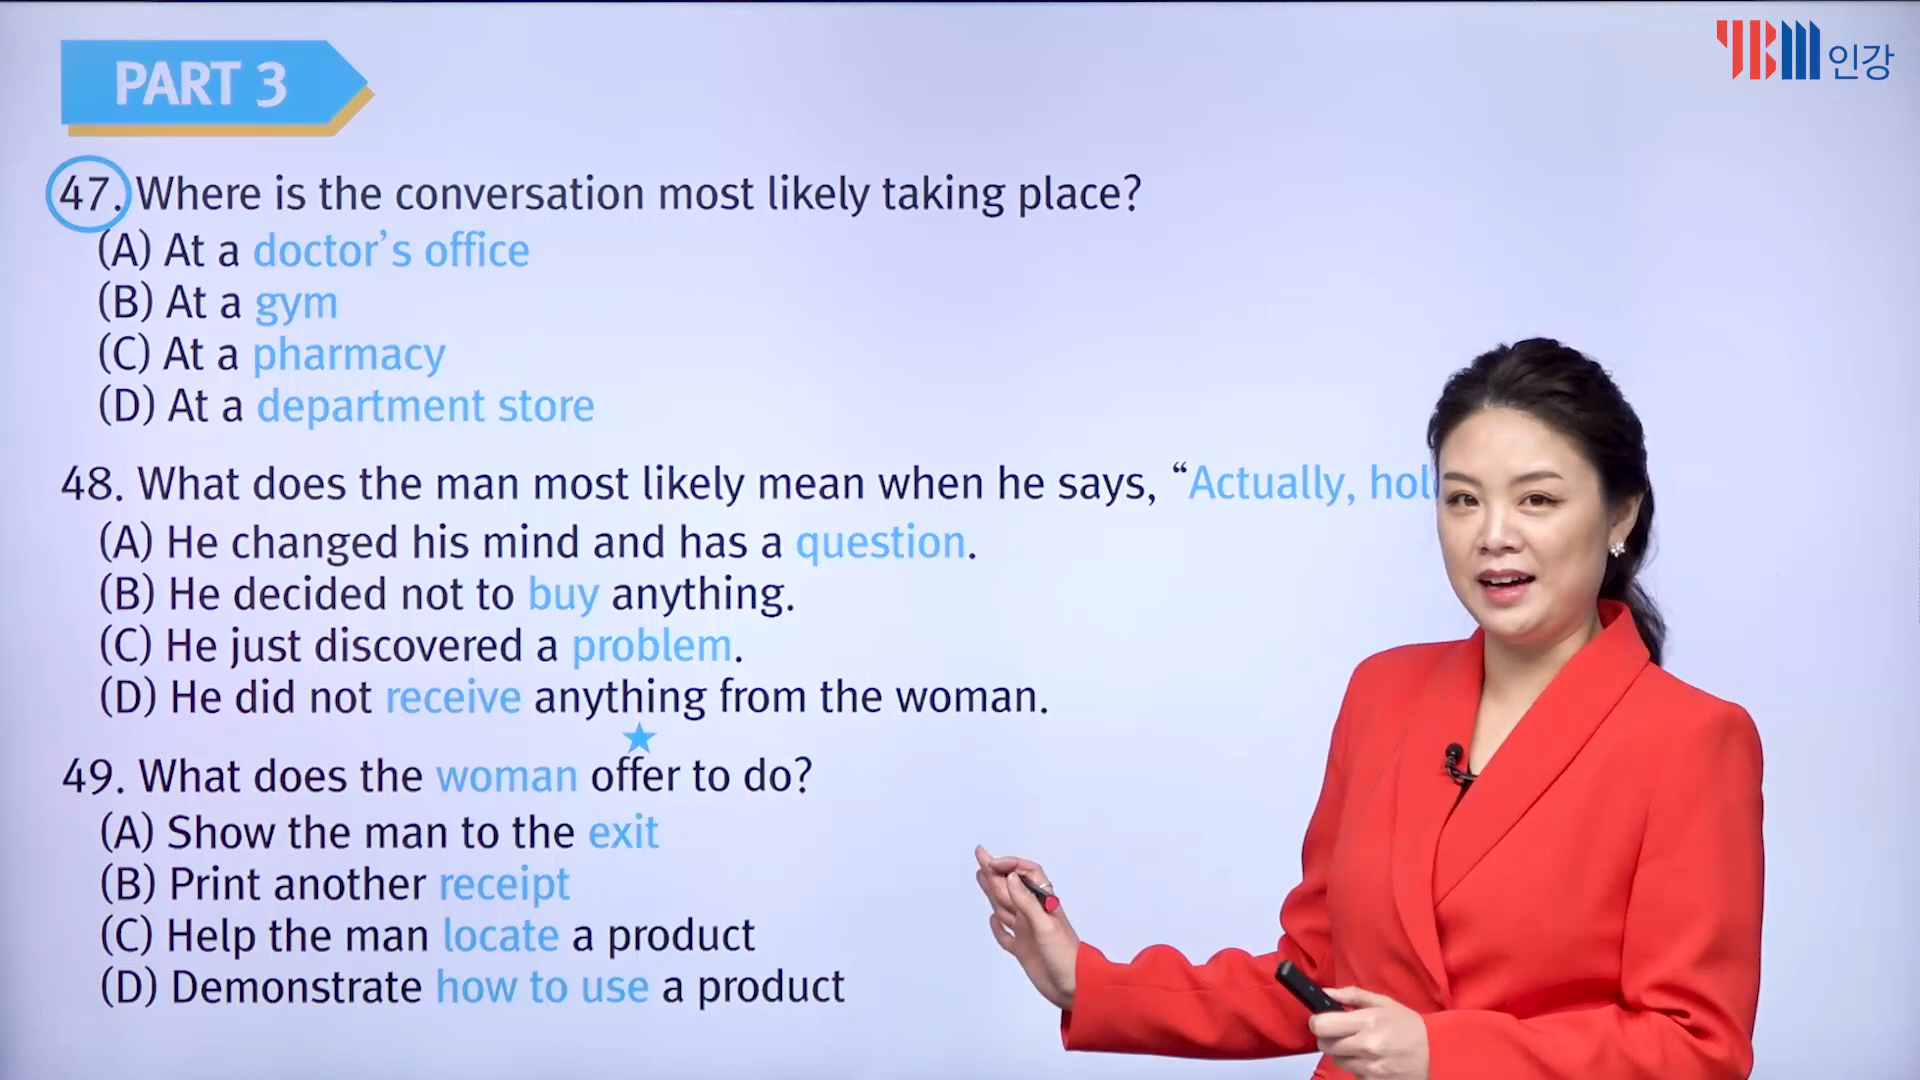 PART 3
YBM인강
47. Where is the conversation most likely taking place?
(A) At a doctor's office
(B) At a gym
(C) At a pharmacy
(D) At a department store
48. What does the man most likely mean when he says, “Actually,
(A) He changed his mind and has a question.
(B) He decided not to buy anything.
(C) He just discovered a problem.
(D) He did not receive anything from the woman.
49. What does the woman offer to do?
(A) Show the man to the exit
(B) Print another receipt
(C) Help the man locate a product
(D) Demonstrate how to use a product